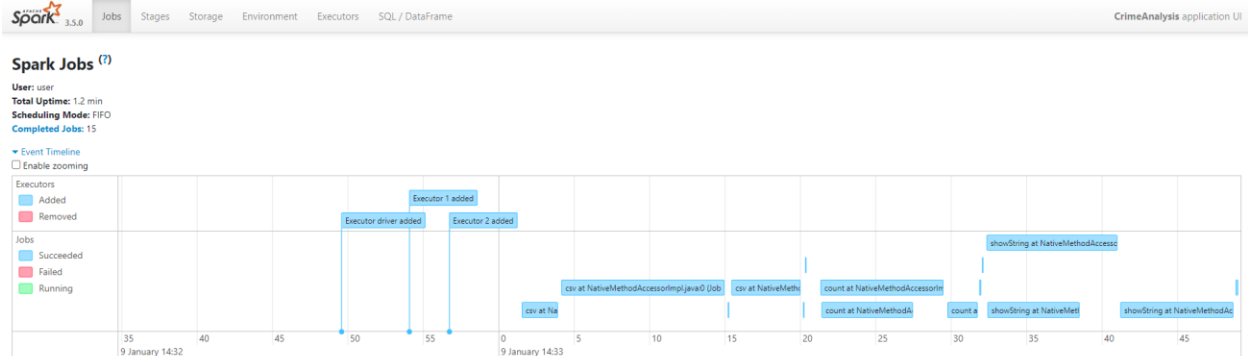 APACHE Spark 3.5.0 Jobs Stages Storage Environment Executors SQL / DataFrame CrimeAnalysis application UI
Spark Jobs (?)
User: user
Total Uptime: 1.2 min
Scheduling Mode: FIFO
Completed Jobs: 15
Event Timeline
Enable zooming
Executors
Added
Removed
Executor 1 added
Executor driver added Executor 2 added
Jobs
Succeeded
Failed
Running
showString at NativeMethodAccessc
csv at NativeMethodAccessorImpl.java:0 (Job csv at NativeMetho count at NativeMethodAccessorIm
csv at Na count at NativeMethodA count a showString at NativeMetl showString at NativeMethodAc
35 40 45 50 55 0 5 10 15 20 25 30 35 40 45
9 January 14:32 9 January 14:33